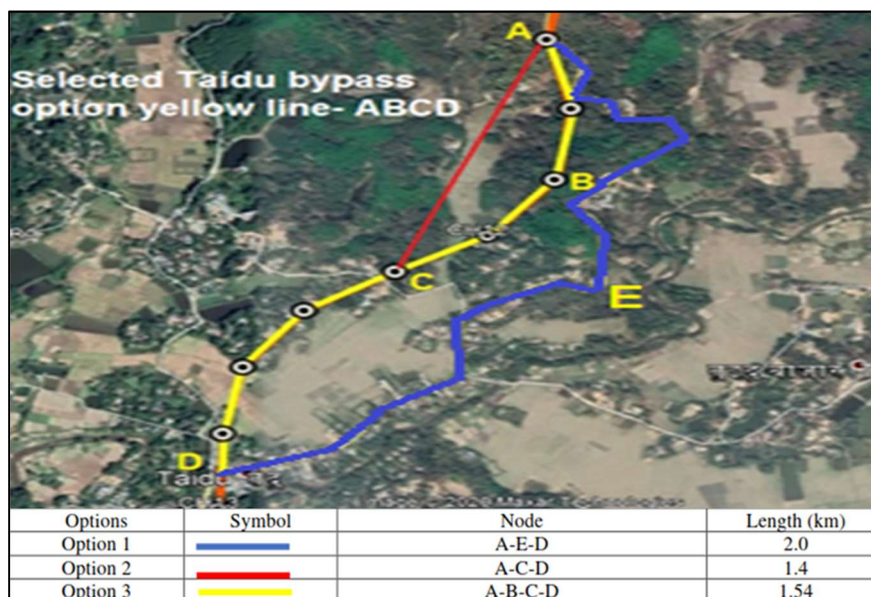 A
Selected Taidu bypass
option yellow line- ABCD
B
C
E
D
Taidu
Options Symbol Node Length (km)
Option 1 A-E-D 2.0
Option 2 A-C-D 1.4
Option 3 A-B-C-D 1.54